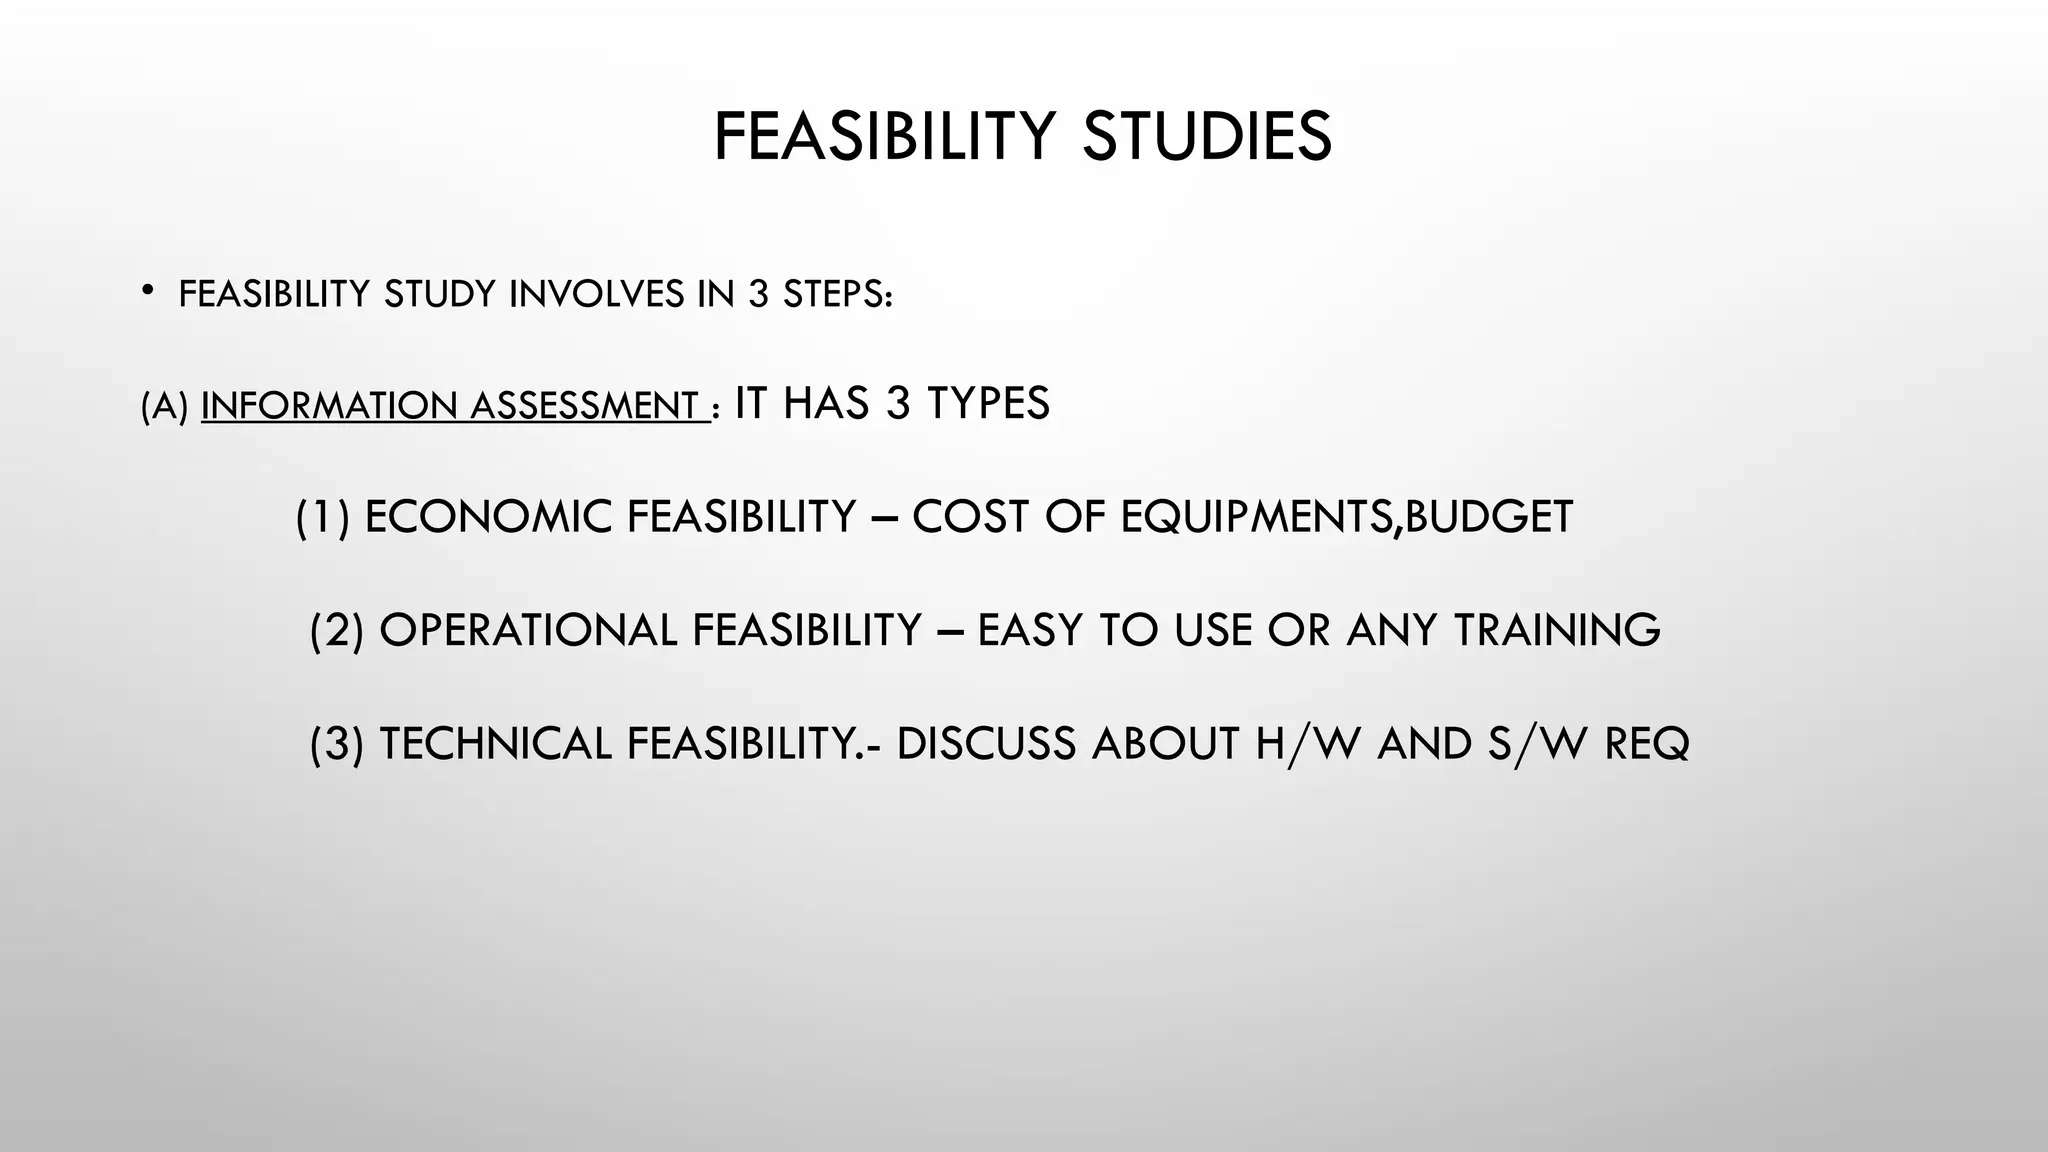 FEASIBILITY STUDIES
• FEASIBILITY STUDY INVOLVES IN 3 STEPS:
(A) INFORMATION ASSESSMENT : IT HAS 3 TYPES
(1) ECONOMIC FEASIBILITY – COST OF EQUIPMENTS,BUDGET
(2) OPERATIONAL FEASIBILITY – EASY TO USE OR ANY TRAINING
(3) TECHNICAL FEASIBILITY.- DISCUSS ABOUT H/W AND S/W REQ